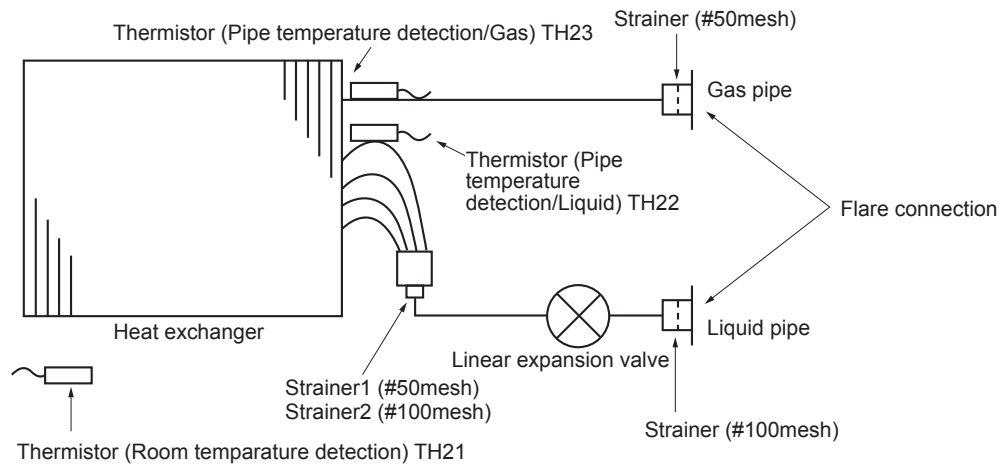 Strainer (#50mesh)
Thermistor (Pipe temperature detection/Gas) TH23
Gas pipe
Thermistor (Pipe
temperature
detection/Liquid) TH22
Flare connection
Heat exchanger
Liquid pipe
Linear expansion valve
Strainer1 (#50mesh)
Strainer2 (#100mesh)
Strainer (#100mesh)
Thermistor (Room temparature detection) TH21